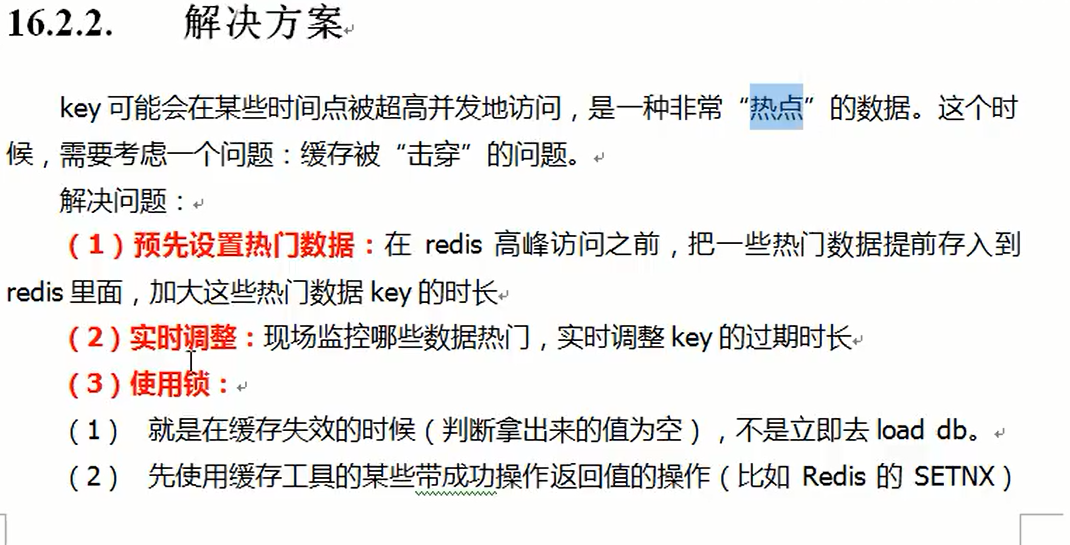 16.2.2. 解决方案
key 可能会在某些时间点被超高并发地访问，是一种非常“热点”的数据。这个时
候，需要考虑一个问题：缓存被“击穿”的问题。
解决问题：
（1）预先设置热门数据：在 redis 高峰访问之前，把一些热门数据提前存入到
redis 里面，加大这些热门数据 key 的时长
（2）实时调整：现场监控哪些数据热门，实时调整 key 的过期时长
（3）使用锁：
（1） 就是在缓存失效的时候（判断拿出来的值为空），不是立即去 load db。
（2） 先使用缓存工具的某些带成功操作返回值的操作（比如 Redis 的 SETNX）